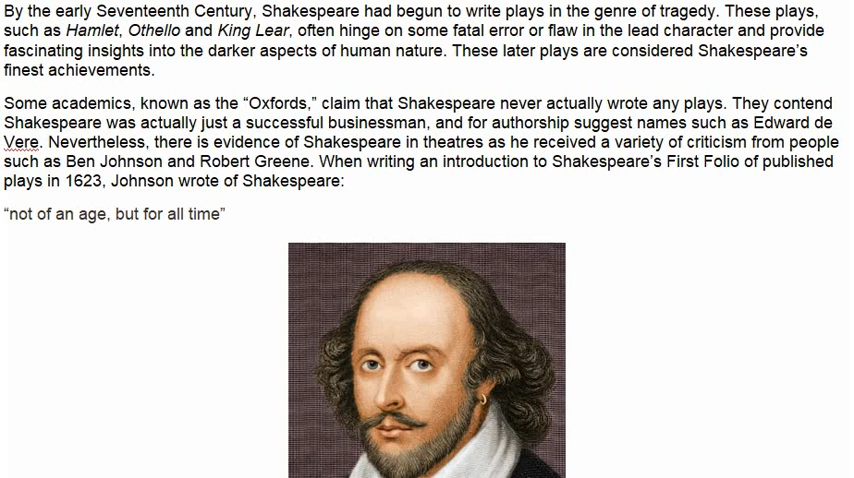 By the early Seventeenth Century, Shakespeare had begun to write plays in the genre of tragedy. These plays,
such as Hamlet, Othello and King Lear, often hinge on some fatal error or flaw in the lead character and provide
fascinating insights into the darker aspects of human nature. These later plays are considered Shakespeare's
finest achievements.
Some academics, known as the “Oxfords,” claim that Shakespeare never actually wrote any plays. They contend
Shakespeare was actually just a successful businessman, and for authorship suggest names such as Edward de
Vere. Nevertheless, there is evidence of Shakespeare in theatres as he received a variety of criticism from people
such as Ben Johnson and Robert Greene. When writing an introduction to Shakespeare's First Folio of published
plays in 1623, Johnson wrote of Shakespeare:
“not of an age, but for all time”